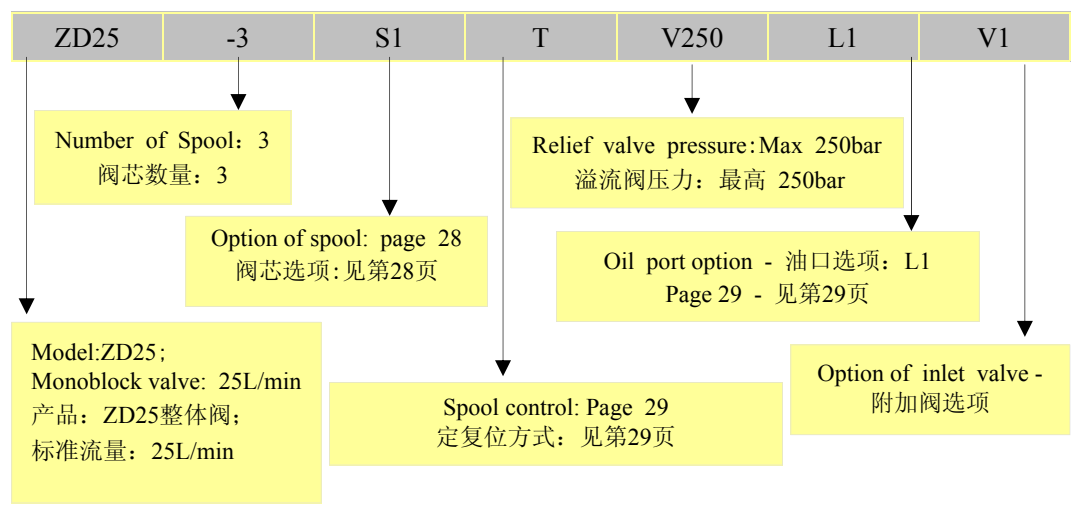 ZD25 -3 S1 T V250 L1 V1
Number of Spool：3
阀芯数量：3
Relief valve pressure:Max 250bar
溢流阀压力：最高 250bar
Option of spool: page 28
阀芯选项:见第28页
Oil port option - 油口选项：L1
Page 29 - 见第29页
Model:ZD25;
Monoblock valve: 25L/min
产品：ZD25整体阀;
标准流量：25L/min
Spool control: Page 29
定复位方式：见第29页
Option of inlet valve -
附加阀选项